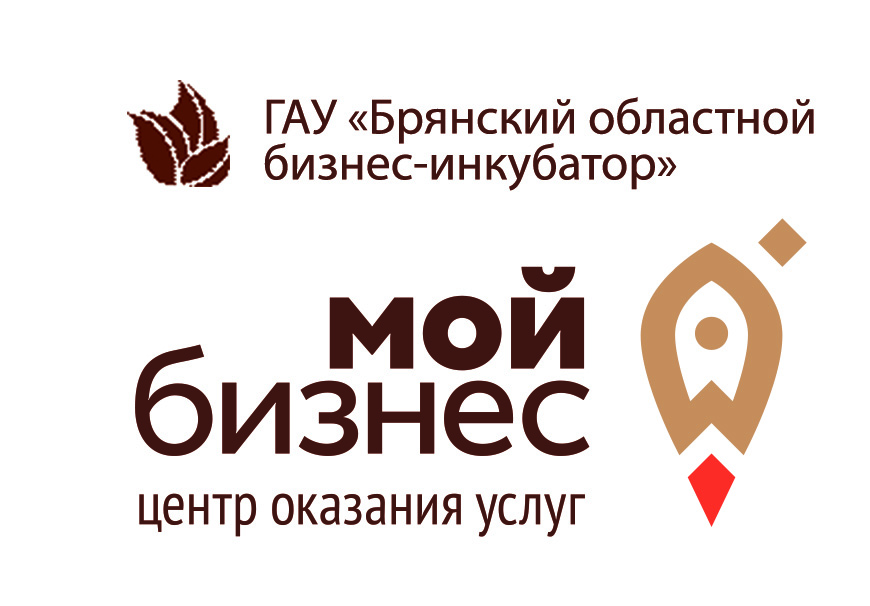 ГАУ «Брянский областной
бизнес-инкубатор»
мой
бизнес
центр оказания услуг